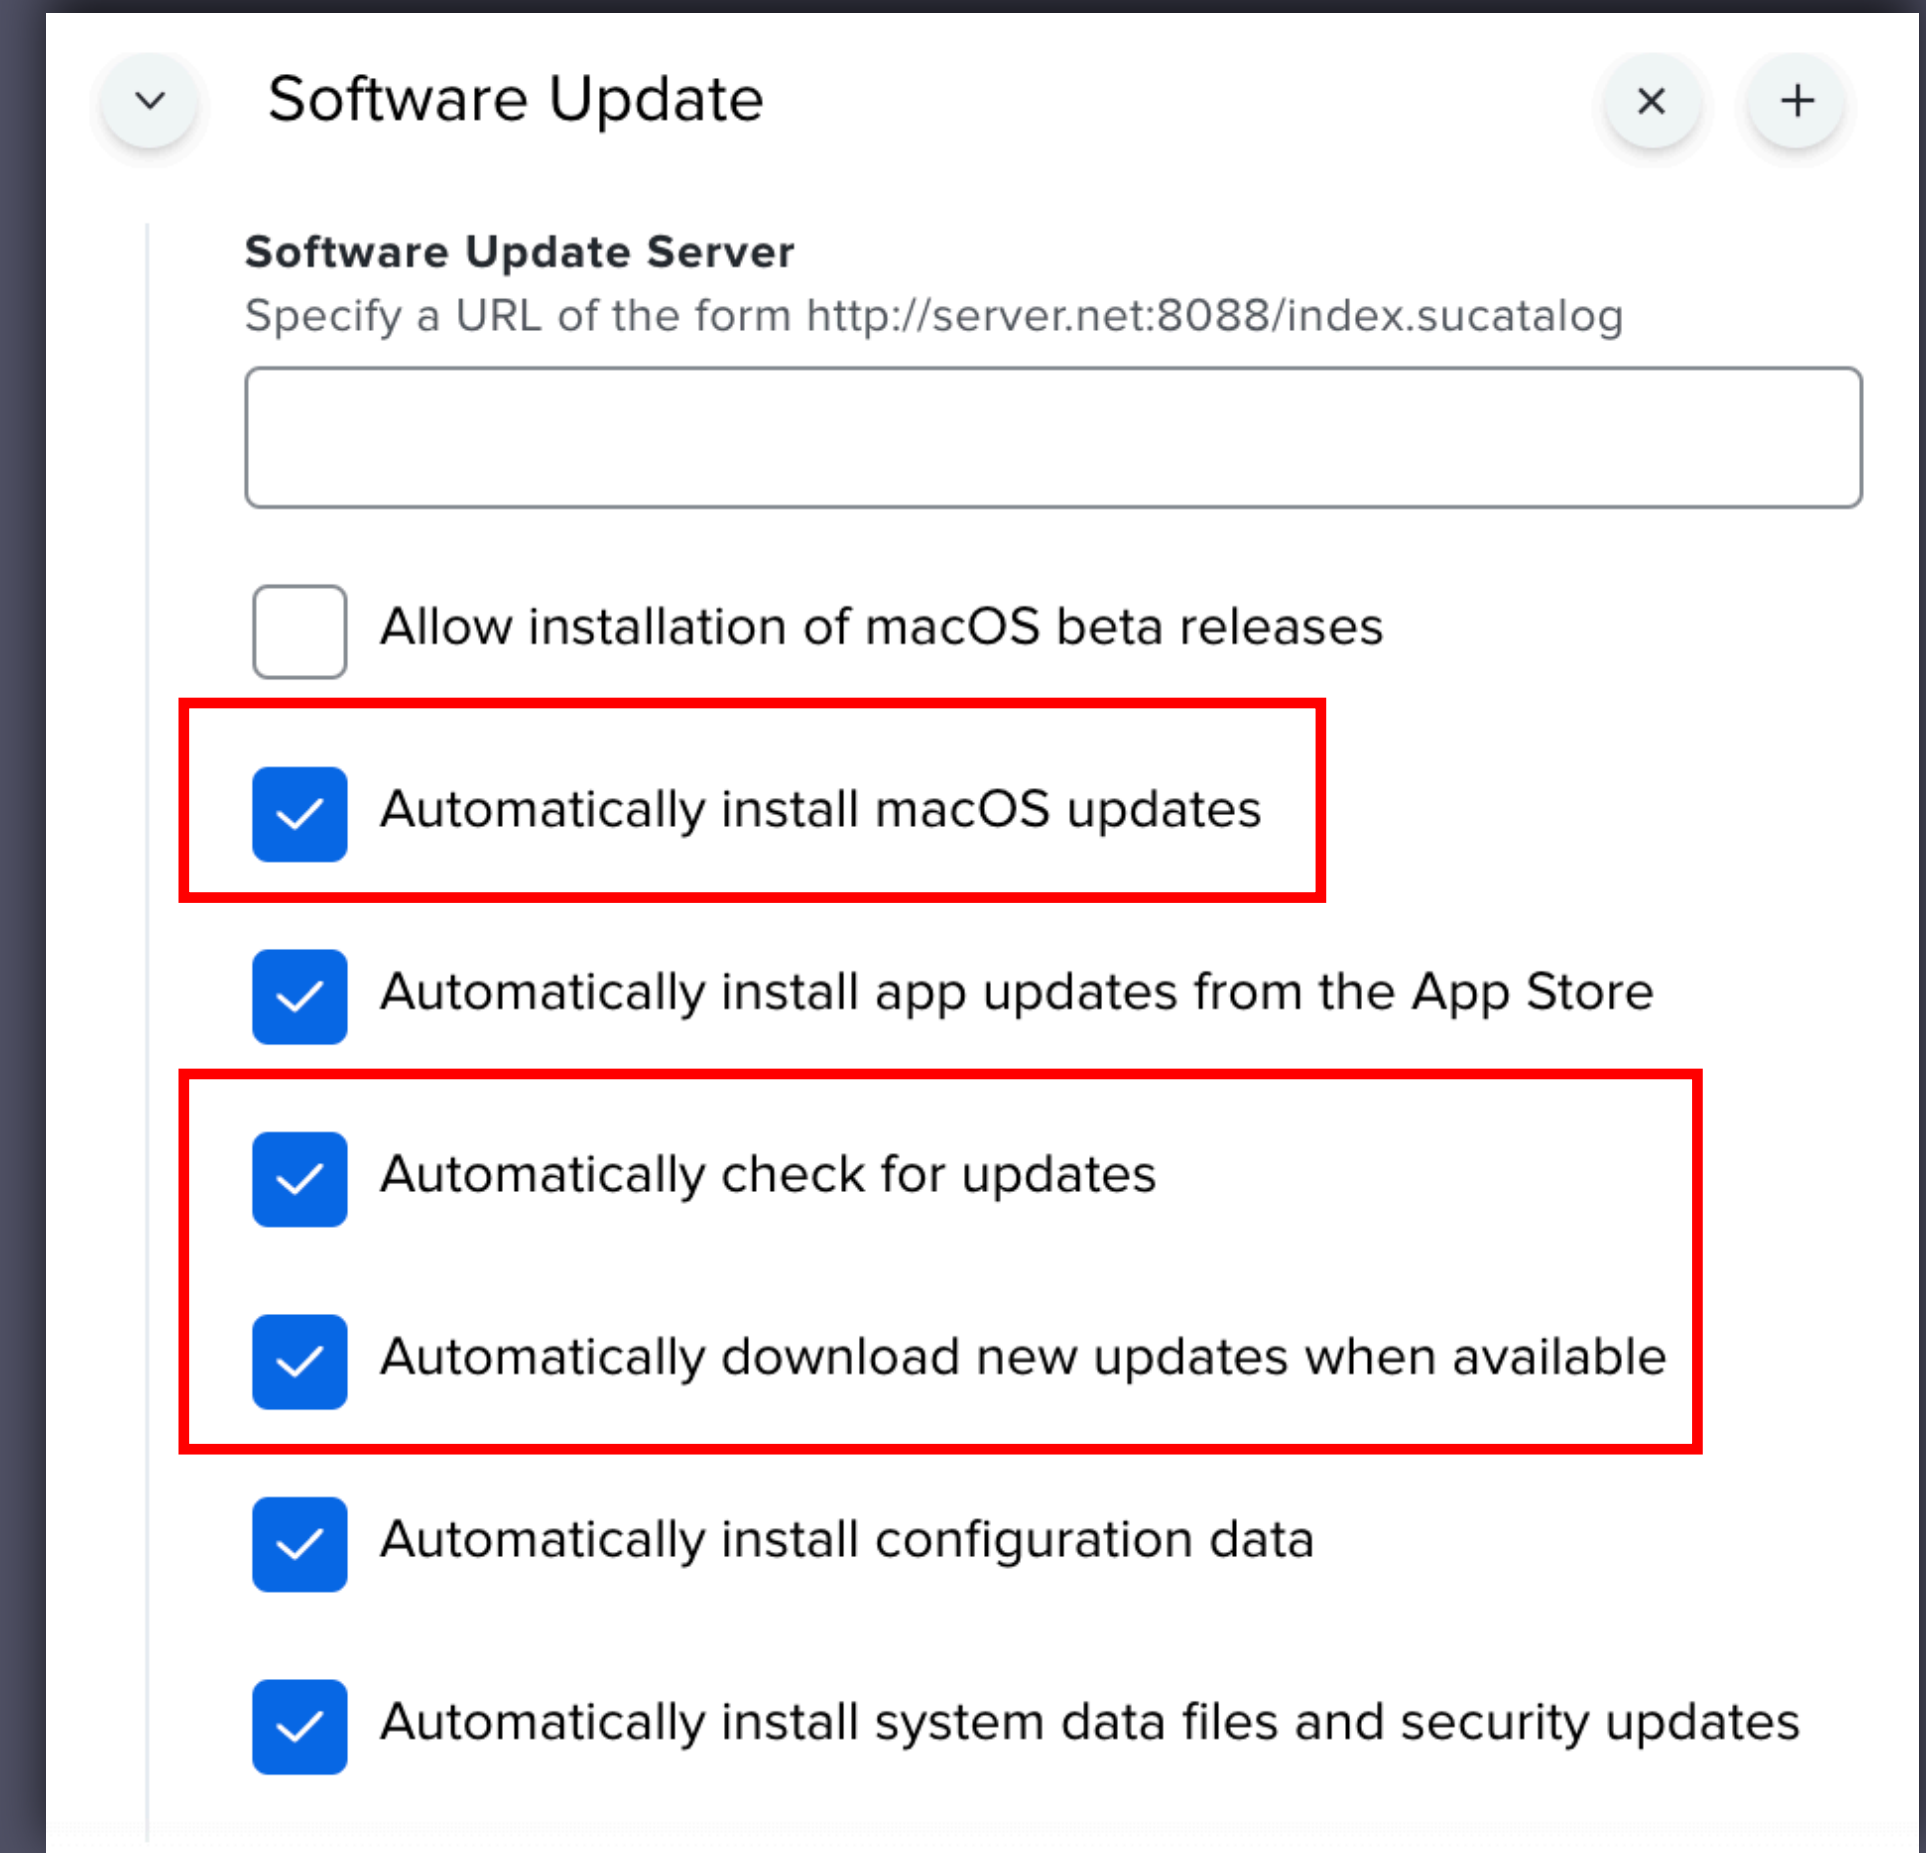 Software Update
Software Update Server
Specify a URL of the form http://server.net:8088/index.sucatalog
Allow installation of macOS beta releases
Automatically install macOS updates
Automatically install app updates from the App Store
Automatically check for updates
Automatically download new updates when available
Automatically install configuration data
Automatically install system data files and security updates